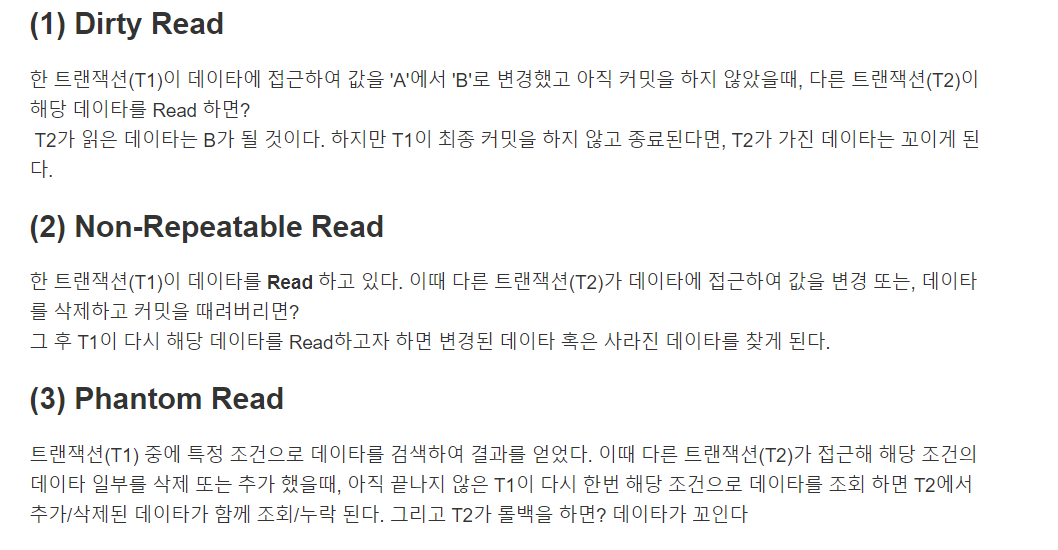 (1) Dirty Read
한 트랜잭션(T1)이 데이타에 접근하여 값을 'A'에서 'B'로 변경했고 아직 커밋을 하지 않았을때, 다른 트랜잭션(T2)이
해당 데이타를 Read 하면?
T2가 읽은 데이타는 B가 될 것이다. 하지만 T1이 최종 커밋을 하지 않고 종료된다면, T2가 가진 데이타는 꼬이게 된
다.
(2) Non-Repeatable Read
한 트랜잭션(T1)이 데이타를 Read 하고 있다. 이때 다른 트랜잭션(T2)가 데이타에 접근하여 값을 변경 또는, 데이타
를 삭제하고 커밋을 때려버리면?
그 후 T1이 다시 해당 데이타를 Read하고자 하면 변경된 데이타 혹은 사라진 데이타를 찾게 된다.
(3) Phantom Read
트랜잭션(T1) 중에 특정 조건으로 데이타를 검색하여 결과를 얻었다. 이때 다른 트랜잭션(T2)가 접근해 해당 조건의
데이타 일부를 삭제 또는 추가 했을때, 아직 끝나지 않은 T1이 다시 한번 해당 조건으로 데이타를 조회 하면 T2에서
추가/삭제된 데이타가 함께 조회/누락 된다. 그리고 T2가 롤백을 하면? 데이타가 꼬인다